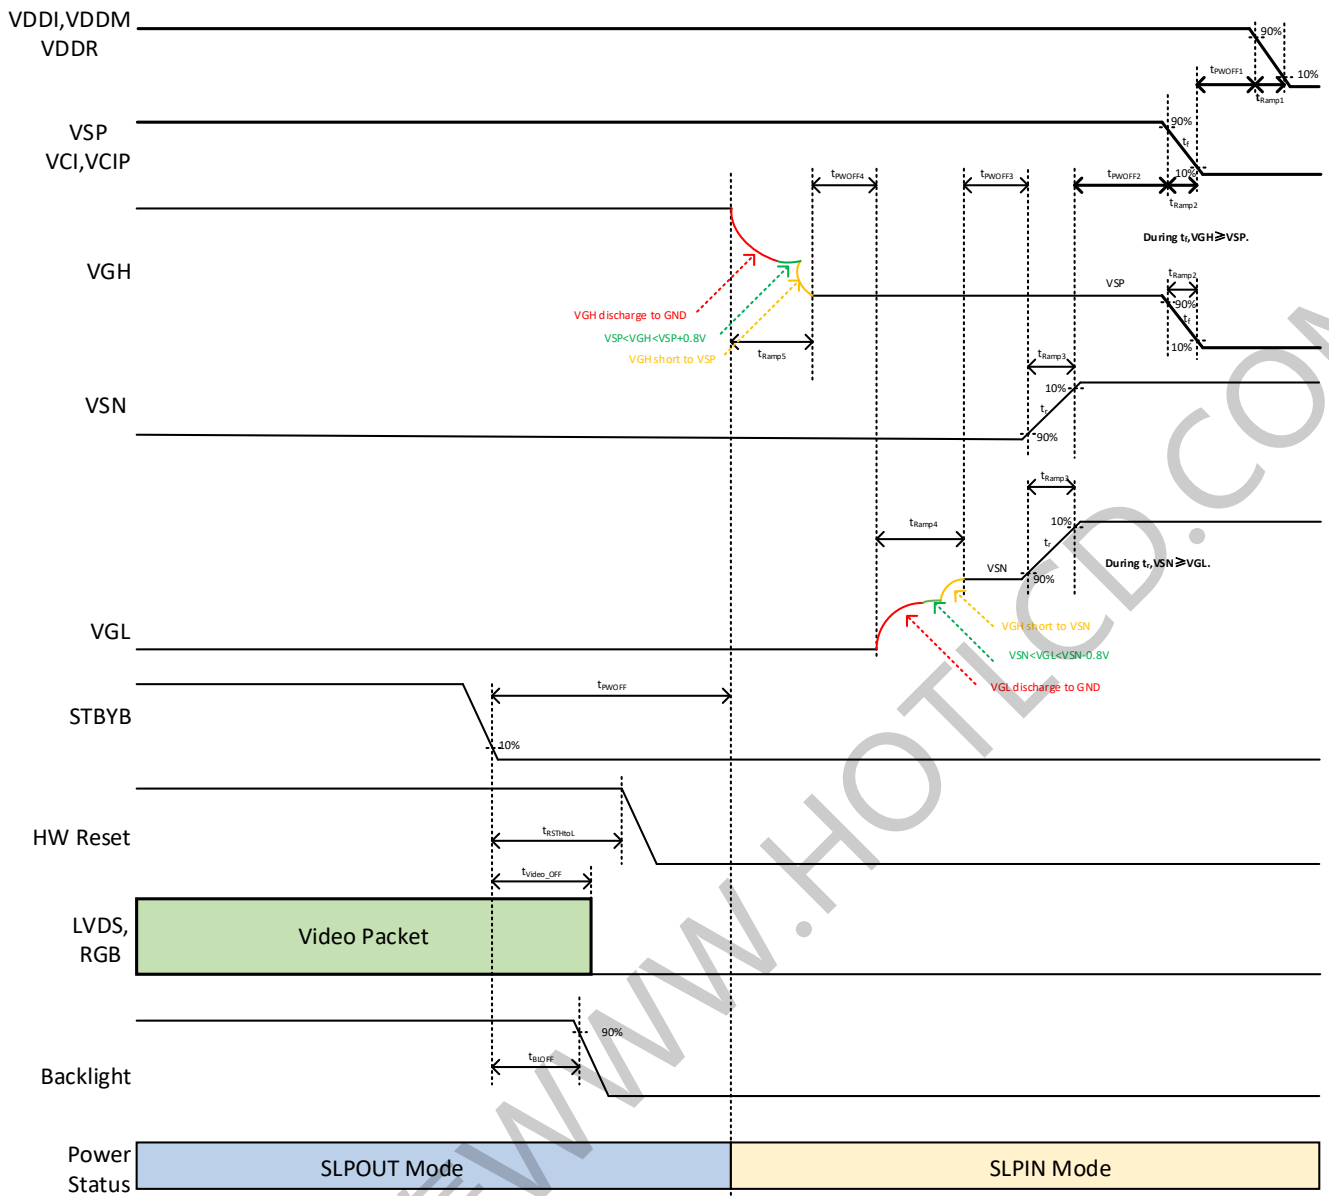 VDDI,VDDM
VDDR
90%
10%
tPWOFF1
tRamp1
VSP
VCI,VCIP
90%
tf
10%
tPWOFF4
tPWOFF3
tPWOFF2
tRamp2
During tf,VGH≥VSP.
VGH
VGH discharge to GND
VSP<VGH<VSP+0.8V
VGH short to VSP
tRamp5
VSP
tRamp2
90%
tf
10%
VSN
tRamp3
10%
tr
90%
VGL
tRamp4
VSN
tRamp3
10%
tr
90%
During tr,VSN≥VGL.
VGH short to VSN
VSN<VGL<VSN-0.8V
VGL discharge to GND
STBYB
tPWOFF
10%
HW Reset
tRSTHtoL
tVideo_OFF
LVDS,
RGB
Video Packet
Backlight
90%
tBLOFF
Power
Status
SLPOUT Mode
SLPIN Mode
WWW.HOTLCD.COM